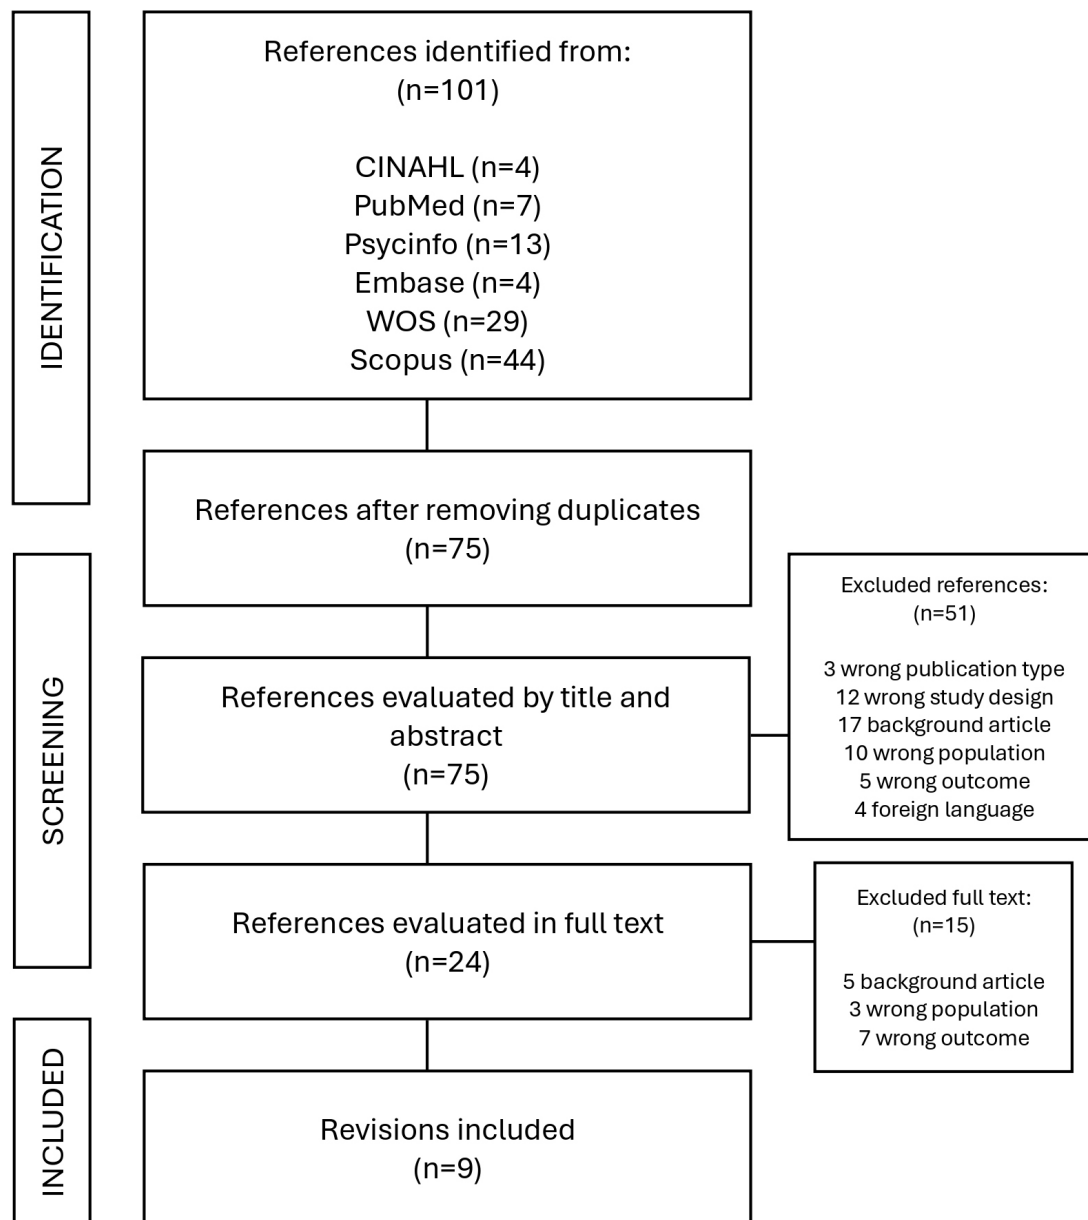 IDENTIFICATION
References identified from:
(n=101)
CINAHL (n=4)
PubMed (n=7)
Psycinfo (n=13)
Embase (n=4)
WOS (n=29)
Scopus (n=44)
References after removing duplicates
(n=75)
SCREENING
References evaluated by title and
abstract
(n=75)
Excluded references:
(n=51)
3 wrong publication type
12 wrong study design
17 background article
10 wrong population
5 wrong outcome
4 foreign language
References evaluated in full text
(n=24)
Excluded full text:
(n=15)
5 background article
3 wrong population
7 wrong outcome
INCLUDED
Revisions included
(n=9)